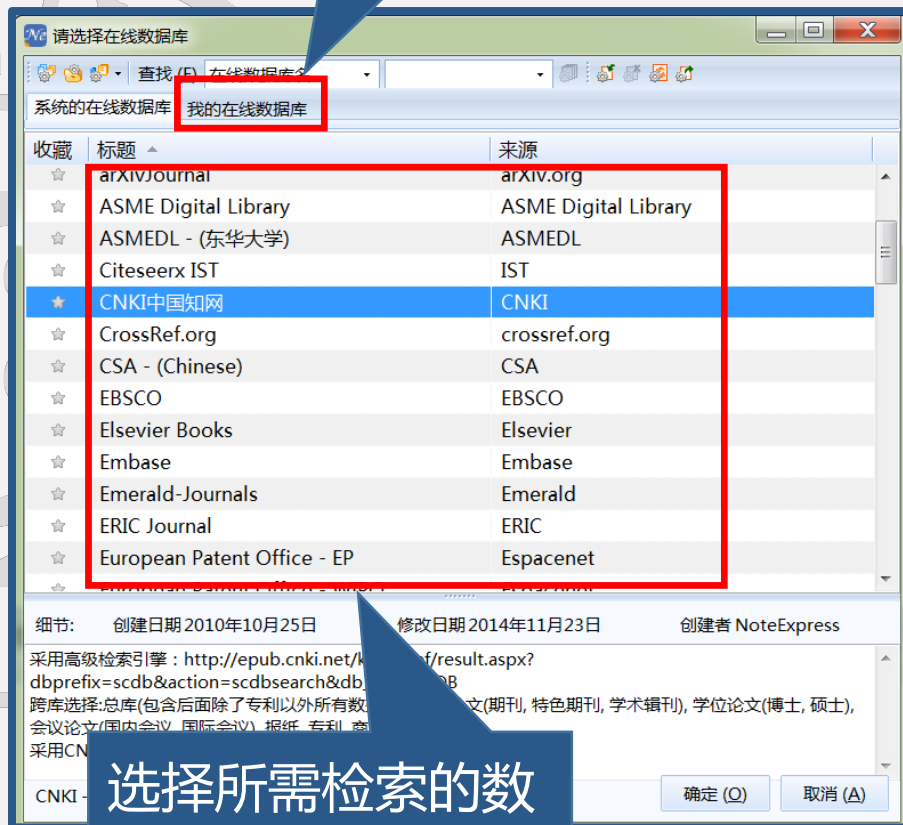 请选择在线数据库
查找 (F) 在线数据库名
系统的在线数据库 我的在线数据库
收藏 标题 来源
arXivJournal arXiv.org
ASME Digital Library ASME Digital Library
ASMEDL - (东华大学) ASMEDL
Citeseerx IST IST
CNKI中国知网 CNKI
CrossRef.org crossref.org
CSA - (Chinese) CSA
EBSCO EBSCO
Elsevier Books Elsevier
Embase Embase
Emerald-Journals Emerald
ERIC Journal ERIC
European Patent Office - EP Espacenet
European Patent Office - Espacenet
细节: 创建日期 2010年10月25日 修改日期 2014年11月23日 创建者 NoteExpress
采用高级检索引擎：http://epub.cnki.net/ f/result.aspx?
dbprefix=scdb&action=scdbsearch&db
跨库选择:总库(包含后面除了专利以外所有数 文(期刊, 特色期刊, 学术辑刊), 学位论文(博士, 硕士),
会议论文(国内会议, 国际会议), 报纸, 专利,
采用CN
选择所需检索的数
CNKI - 确定 (O) 取消 (A)